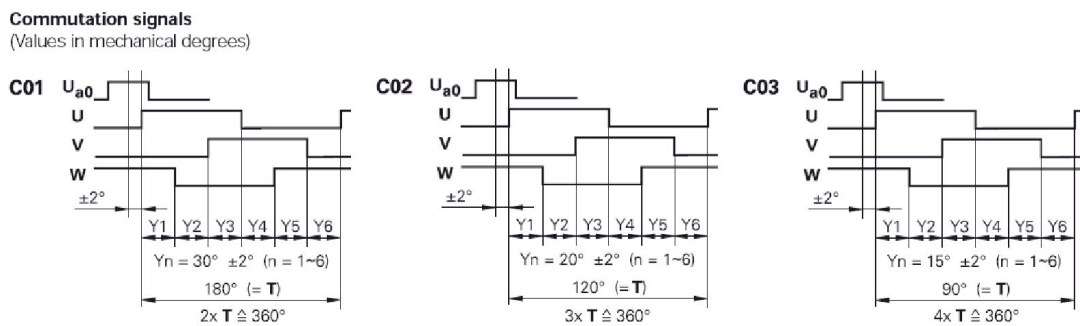 Commutation signals
(Values in mechanical degrees)
C01 Ua0
U
V
W
±2°
Y1 Y2 Y3 Y4 Y5 Y6
Yn = 30° ±2° (n = 1~6)
180° (= T)
2x T ≙ 360°
C02 Ua0
U
V
W
±2°
Y1 Y2 Y3 Y4 Y5 Y6
Yn = 20° ±2° (n = 1~6)
120° (= T)
3x T ≙ 360°
C03 Ua0
U
V
W
±2°
Y1 Y2 Y3 Y4 Y5 Y6
Yn = 15° ±2° (n = 1~6)
90° (= T)
4x T ≙ 360°